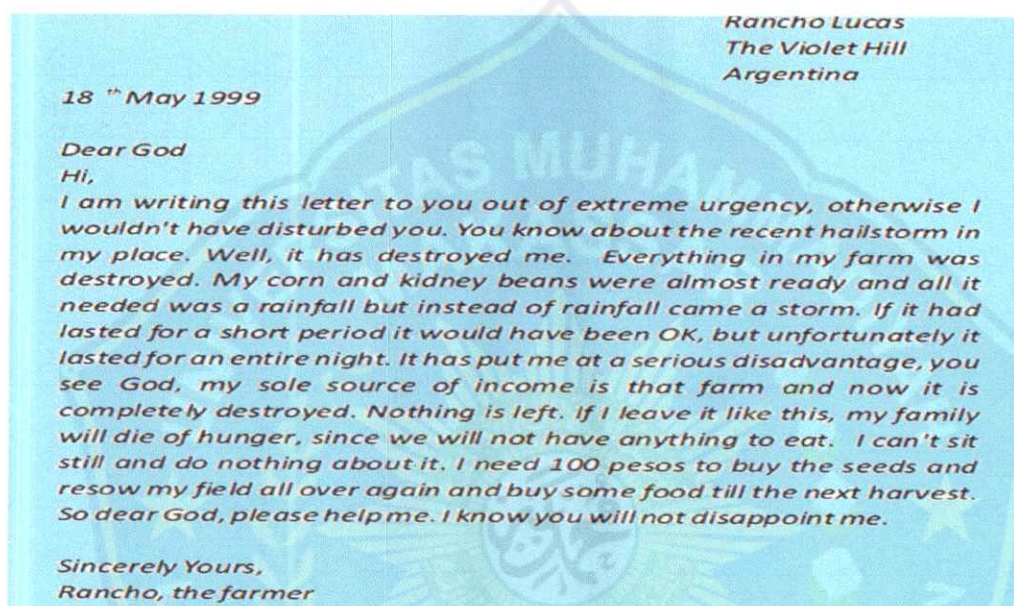 Rancho Lucas
The Violet Hill
Argentina
18 th May 1999
Dear God
Hi,
I am writing this letter to you out of extreme urgency, otherwise I
wouldn't have disturbed you. You know about the recent hailstorm in
my place. Well, it has destroyed me. Everything in my farm was
destroyed. My corn and kidney beans were almost ready and all it
needed was a rainfall but instead of rainfall came a storm. If it had
lasted for a short period it would have been OK, but unfortunately it
lasted for an entire night. It has put me at a serious disadvantage, you
see God, my sole source of income is that farm and now it is
completely destroyed. Nothing is left. If I leave it like this, my family
will die of hunger, since we will not have anything to eat. I can't sit
still and do nothing about it. I need 100 pesos to buy the seeds and
resow my field all over again and buy some food till the next harvest.
So dear God, please help me. I know you will not disappoint me.
Sincerely Yours,
Rancho, the farmer